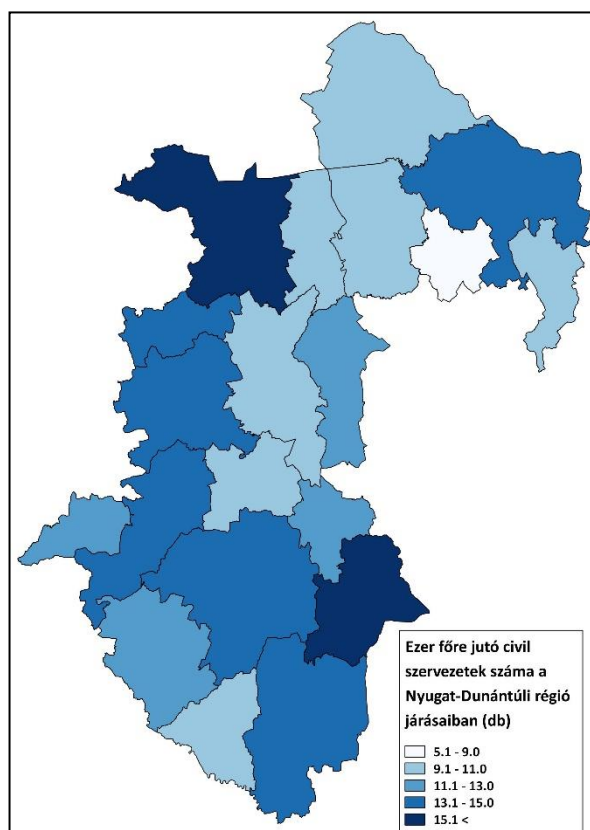 Ezer főre jutó civil
szervezetek száma a
Nyugat-Dunántúli régió
járásaiban (db)
5.1 - 9.0
9.1 - 11.0
11.1 - 13.0
13.1 - 15.0
15.1 <